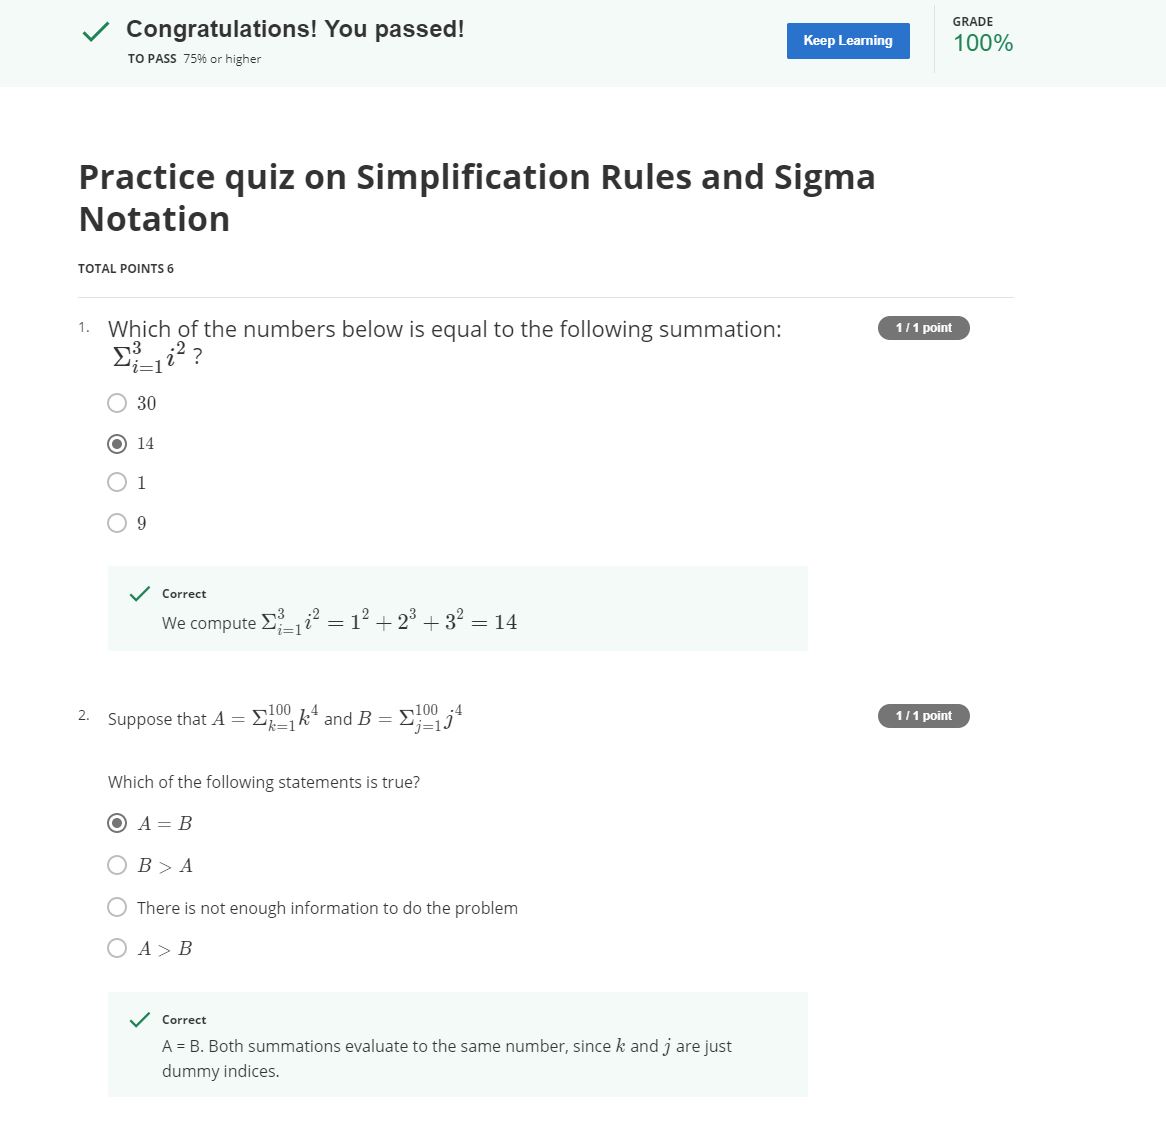 Congratulations! You passed!
TO PASS 75% or higher
Keep Learning
GRADE
100%
Practice quiz on Simplification Rules and Sigma
Notation
TOTAL POINTS 6
1. Which of the numbers below is equal to the following summation:
1 / 1 point
$\Sigma_{i=1}^{3} i^2$ ?
30
14
1
9
Correct
We compute $\Sigma_{i=1}^{3} i^2 = 1^2 + 2^3 + 3^2 = 14$
2. Suppose that $A = \Sigma_{k=1}^{100} k^4$ and $B = \Sigma_{j=1}^{100} j^4$
1 / 1 point
Which of the following statements is true?
A = B
B > A
There is not enough information to do the problem
A > B
Correct
A = B. Both summations evaluate to the same number, since k and j are just
dummy indices.